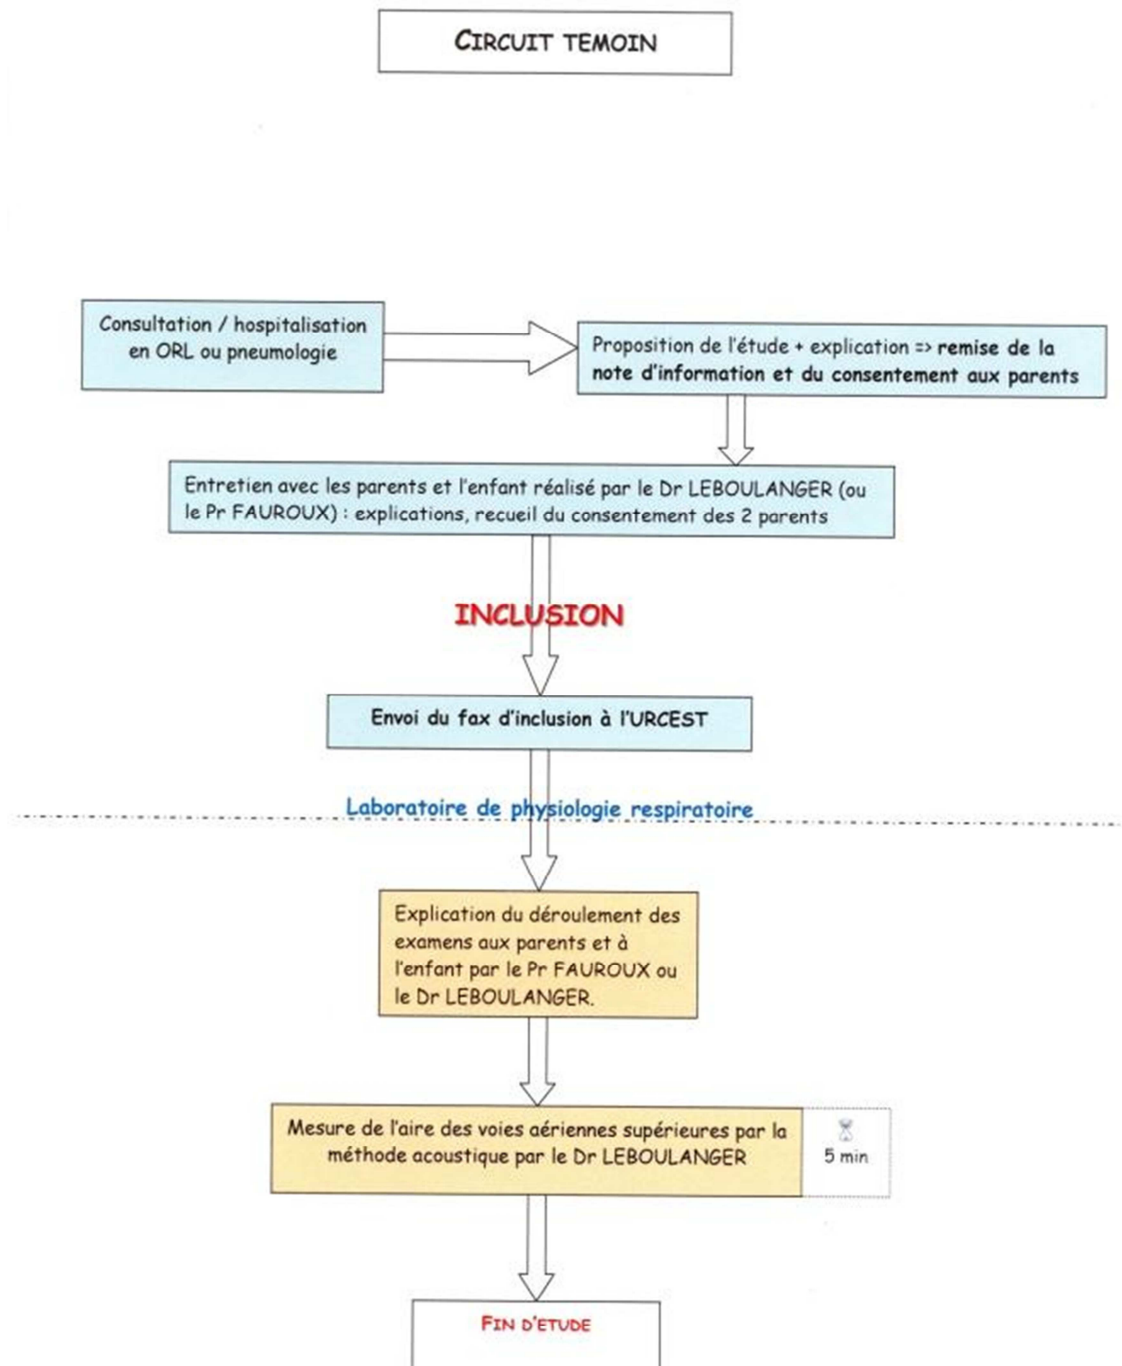 CIRCUIT TEMOIN
Consultation / hospitalisation
en ORL ou pneumologie
Proposition de l'étude + explication => remise de la
note d'information et du consentement aux parents
Entretien avec les parents et l'enfant réalisé par le Dr LEBOULANGER (ou
le Pr FAUROUX) : explications, recueil du consentement des 2 parents
INCLUSION
Envoi du fax d'inclusion à l'URCEST
Laboratoire de physiologie respiratoire
Explication du déroulement des
examens aux parents et à
l'enfant par le Pr FAUROUX ou
le Dr LEBOULANGER.
Mesure de l'aire des voies aériennes supérieures par la
méthode acoustique par le Dr LEBOULANGER
5 min
FIN D'ETUDE